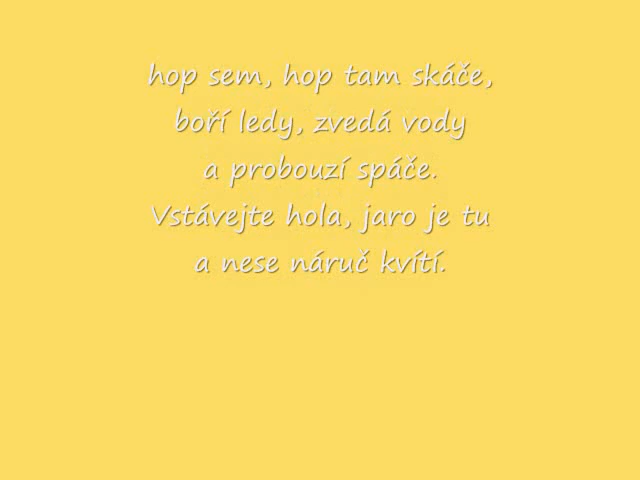 hop sem, hop tam skáče,
boří ledy, zvedá vody
a probouzí spáče.
Vstávejte hola, jaro je tu
a nese náruč kvítí.